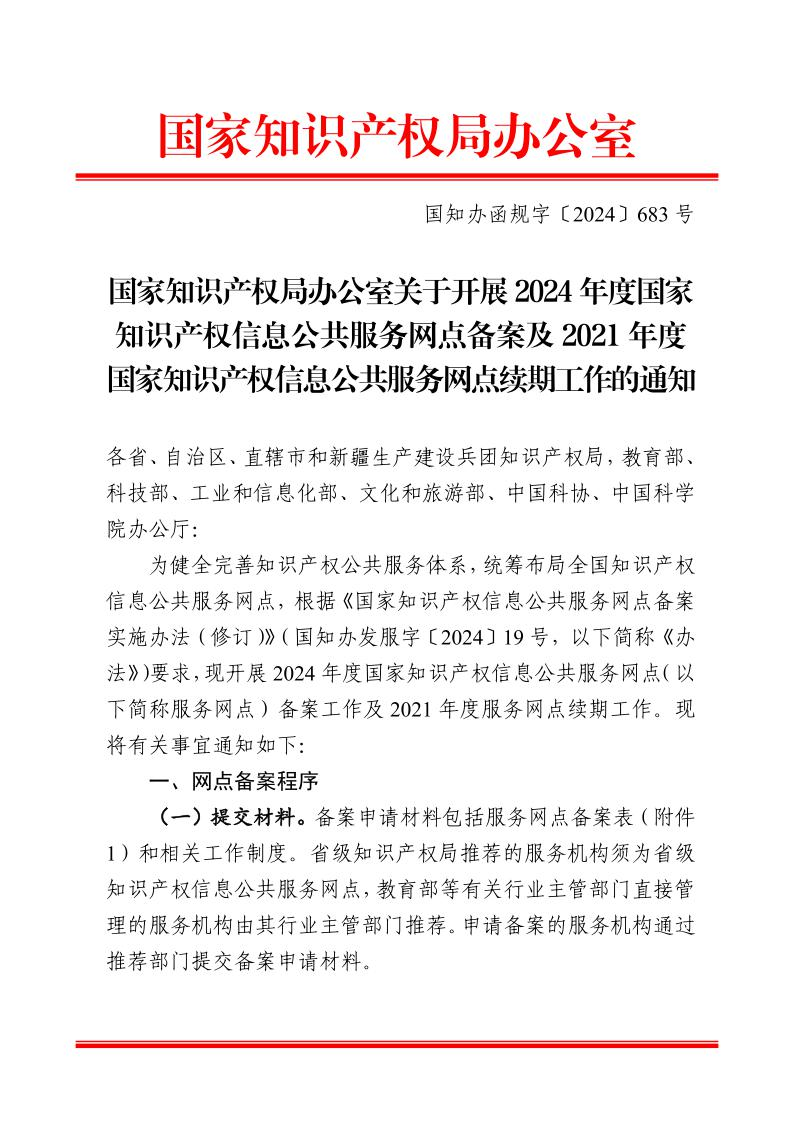 国家知识产权局办公室
国知办函规字〔2024〕683 号
国家知识产权局办公室关于开展 2024 年度国家
知识产权信息公共服务网点备案及 2021 年度
国家知识产权信息公共服务网点续期工作的通知
各省、自治区、直辖市和新疆生产建设兵团知识产权局，教育部、
科技部、工业和信息化部、文化和旅游部、中国科协、中国科学
院办公厅：
为健全完善知识产权公共服务体系，统筹布局全国知识产权
信息公共服务网点，根据《国家知识产权信息公共服务网点备案
实施办法（修订）》（国知办发服字〔2024〕19 号，以下简称《办
法》）要求，现开展 2024 年度国家知识产权信息公共服务网点（以
下简称服务网点）备案工作及 2021 年度服务网点续期工作。现
将有关事宜通知如下：
一、网点备案程序
（一）提交材料。备案申请材料包括服务网点备案表（附件
1）和相关工作制度。省级知识产权局推荐的服务机构须为省级
知识产权信息公共服务网点，教育部等有关行业主管部门直接管
理的服务机构由其行业主管部门推荐。申请备案的服务机构通过
推荐部门提交备案申请材料。